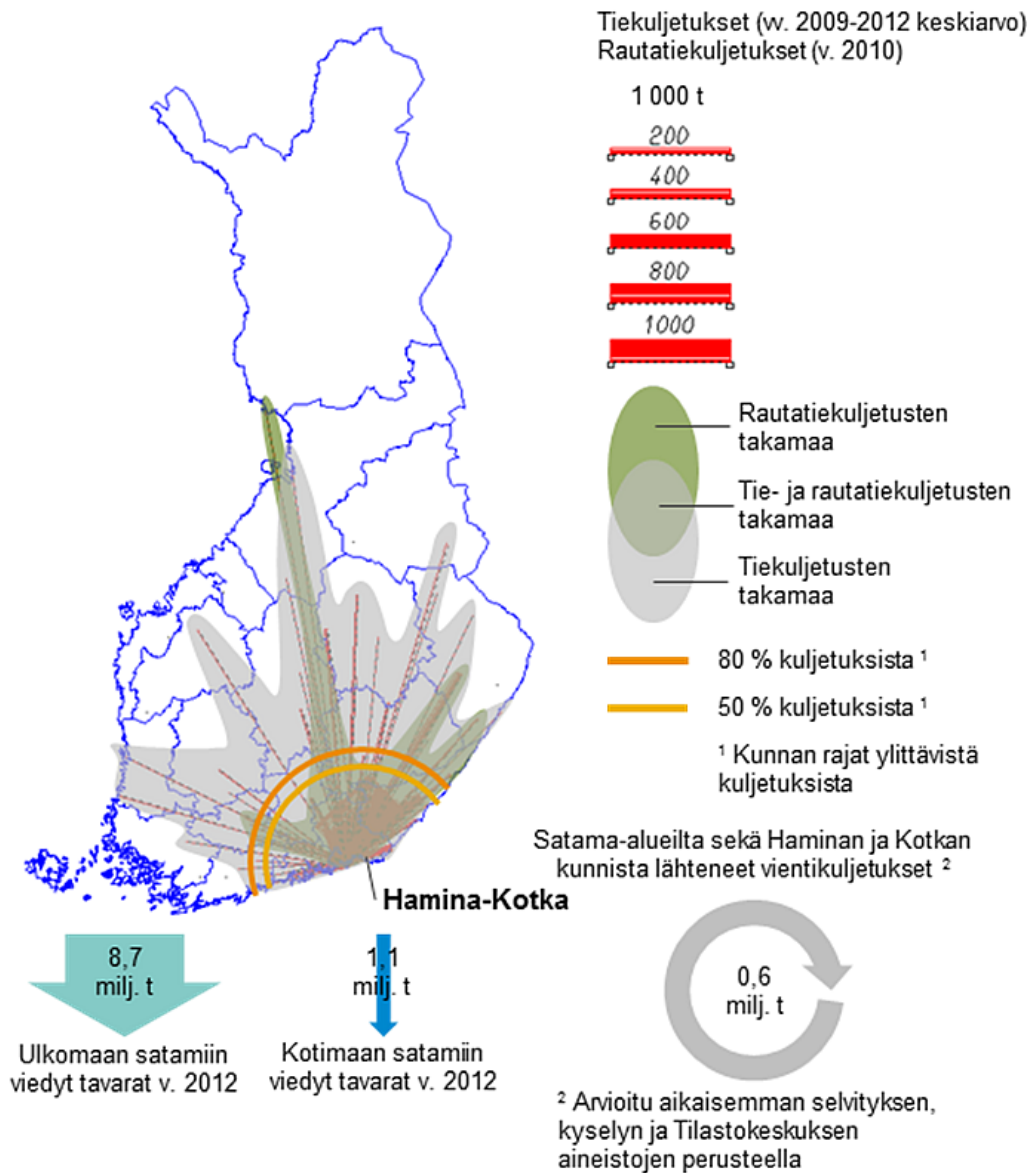 Tiekuljetukset (vv. 2009-2012 keskiarvo)
Rautatiekuljetukset (v. 2010)
1 000 t
200
400
600
800
1000
Rautatiekuljetusten
takamaa
Tie- ja rautatiekuljetusten
takamaa
Tiekuljetusten
takamaa
80 % kuljetuksista ¹
50 % kuljetuksista ¹
¹ Kunnan rajat ylittävistä
kuljetuksista
Satama-alueilta sekä Haminan ja Kotkan
kunnista lähteneet vientikuljetukset ²
Hamina-Kotka
8,7
milj. t
1,1
milj. t
0,6
milj. t
Ulkomaan satamiin
viedyt tavarat v. 2012
Kotimaan satamiin
viedyt tavarat v. 2012
² Arvioitu aikaisemman selvityksen,
kyselyn ja Tilastokeskuksen
aineistojen perusteella